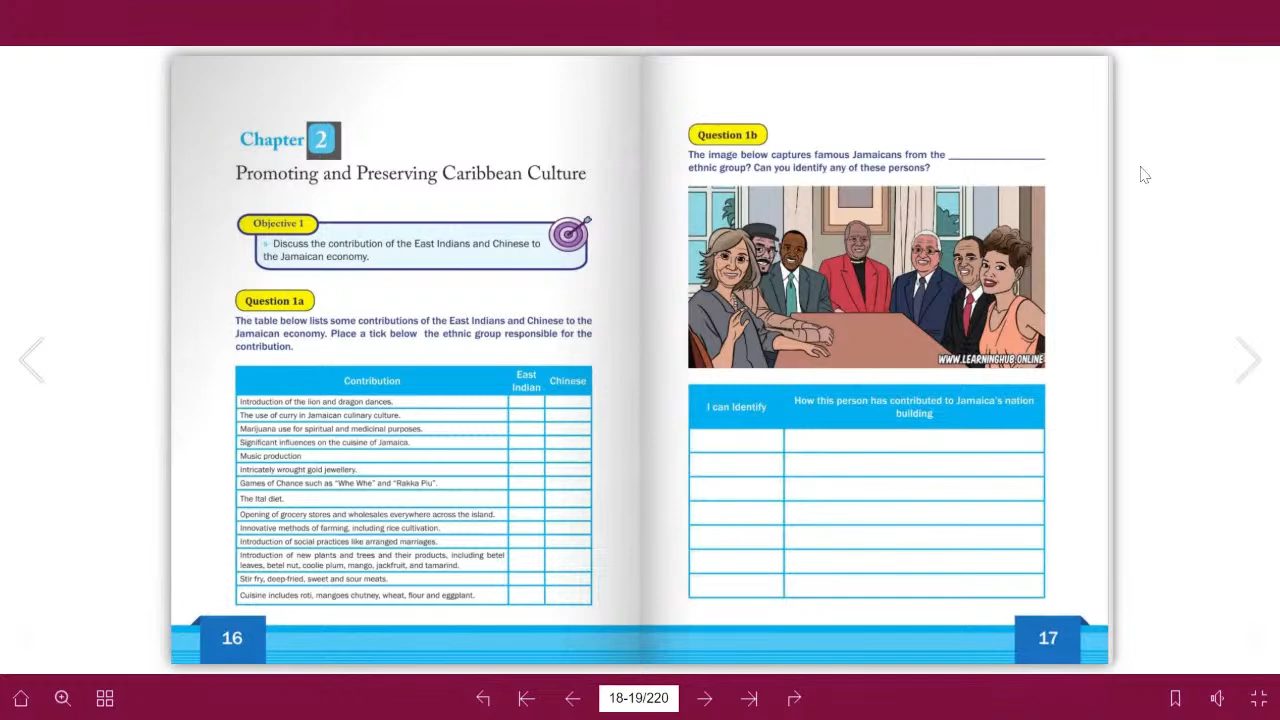 Chapter 2
Promoting and Preserving Caribbean Culture
Objective 1
» Discuss the contribution of the East Indians and Chinese to
the Jamaican economy.
Question 1a
The table below lists some contributions of the East Indians and Chinese to the
Jamaican economy. Place a tick below the ethnic group responsible for the
contribution.
Contribution East Indian Chinese
Introduction of the lion and dragon dances.
The use of curry in Jamaican culinary culture.
Marijuana use for spiritual and medicinal purposes.
Significant influences on the cuisine of Jamaica.
Music production
Intricately wrought gold jewellery.
Games of Chance such as “Whe Whe” and “Rakka Piu”.
The Ital diet.
Opening of grocery stores and wholesales everywhere across the island.
Innovative methods of farming, including rice cultivation.
Introduction of social practices like arranged marriages.
Introduction of new plants and trees and their products, including betel
leaves, betel nut, coolie plum, mango, jackfruit, and tamarind.
Stir fry, deep-fried, sweet and sour meats.
Cuisine includes roti, mangoes chutney, wheat, flour and eggplant.
16
Question 1b
The image below captures famous Jamaicans from the ________________
ethnic group? Can you identify any of these persons?
WWW.LEARNINGHUB.ONLINE
I can Identify How this person has contributed to Jamaica’s nation
building
17
18-19/220